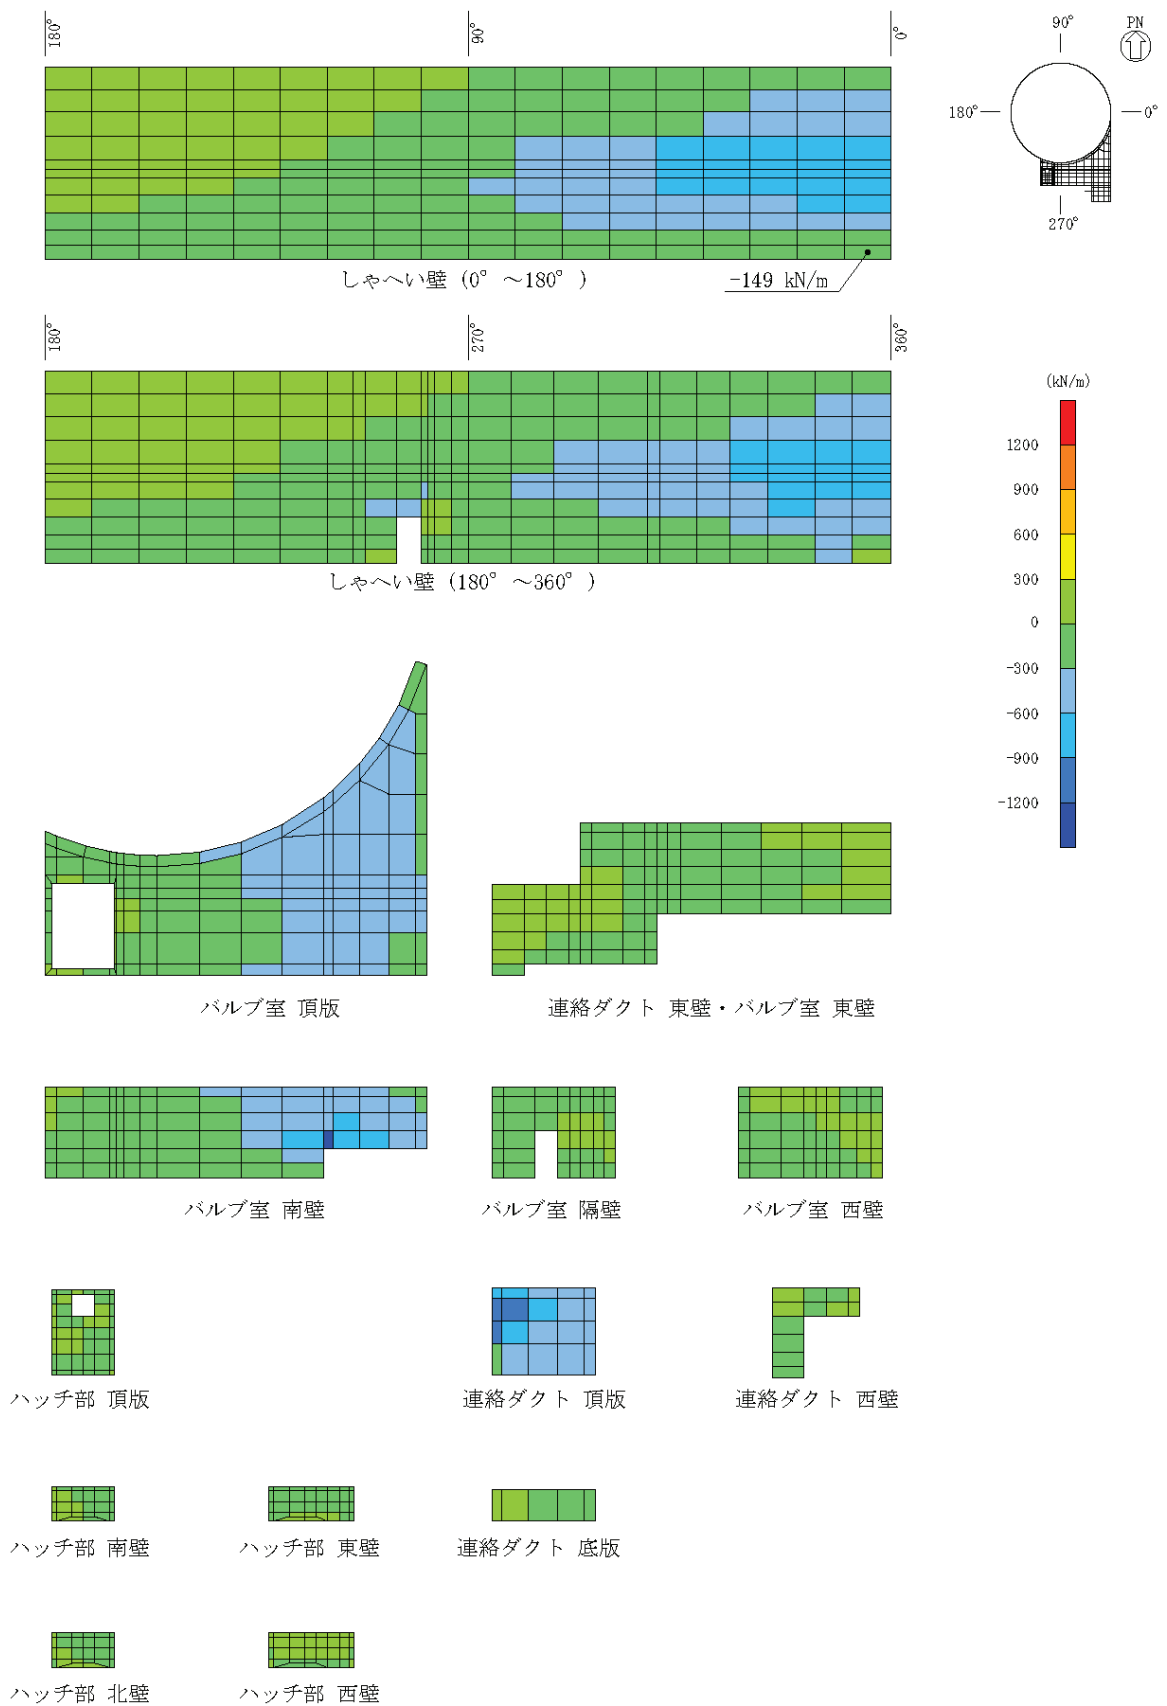 180°
90°
0°
90°
PN
180°
0°
270°
しゃへい壁 (0° ～180° )
-149 kN/m
180°
270°
360°
しゃへい壁 (180° ～360° )
(kN/m)
1200
900
600
300
0
-300
-600
-900
-1200
バルブ室 頂版
連絡ダクト 東壁・バルブ室 東壁
バルブ室 南壁
バルブ室 隔壁
バルブ室 西壁
ハッチ部 頂版
連絡ダクト 頂版
連絡ダクト 西壁
ハッチ部 南壁
ハッチ部 東壁
連絡ダクト 底版
ハッチ部 北壁
ハッチ部 西壁